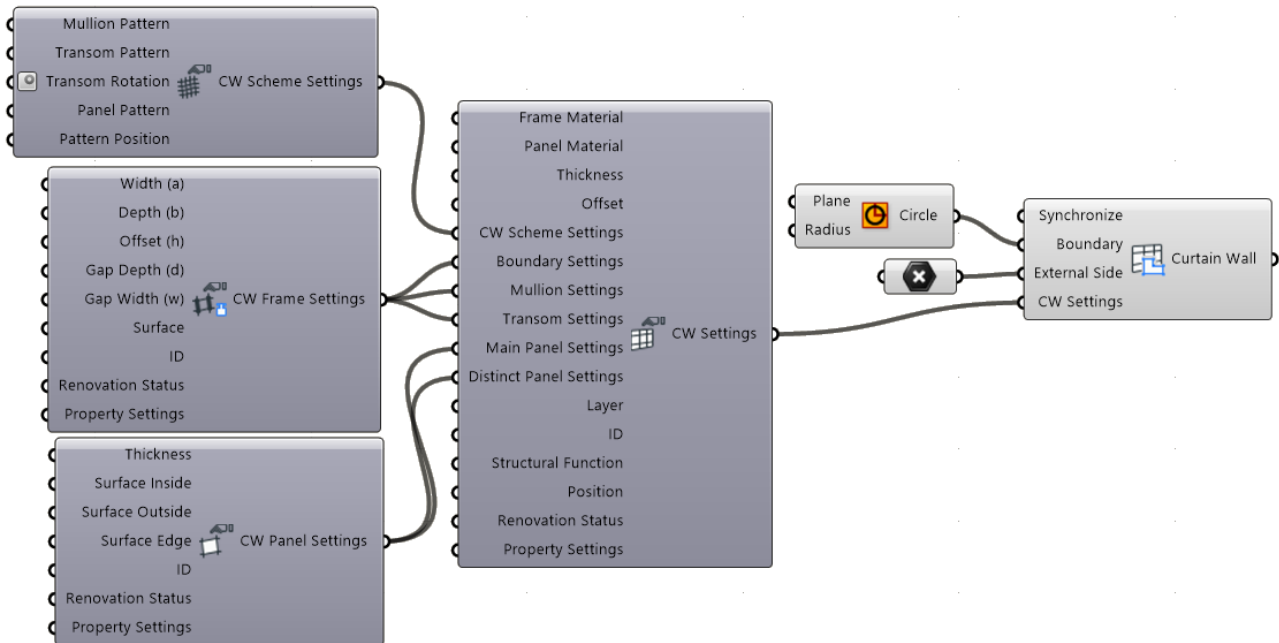 Mullion Pattern
Transom Pattern
Transom Rotation
Panel Pattern
Pattern Position
CW Scheme Settings
Width (a)
Depth (b)
Offset (h)
Gap Depth (d)
Gap Width (w)
Surface
ID
Renovation Status
Property Settings
CW Frame Settings
Thickness
Surface Inside
Surface Outside
Surface Edge
ID
Renovation Status
Property Settings
CW Panel Settings
Frame Material
Panel Material
Thickness
Offset
CW Scheme Settings
Boundary Settings
Mullion Settings
Transom Settings
Main Panel Settings
Distinct Panel Settings
Layer
ID
Structural Function
Position
Renovation Status
Property Settings
CW Settings
Plane
Radius
Circle
Synchronize
Boundary
External Side
CW Settings
Curtain Wall